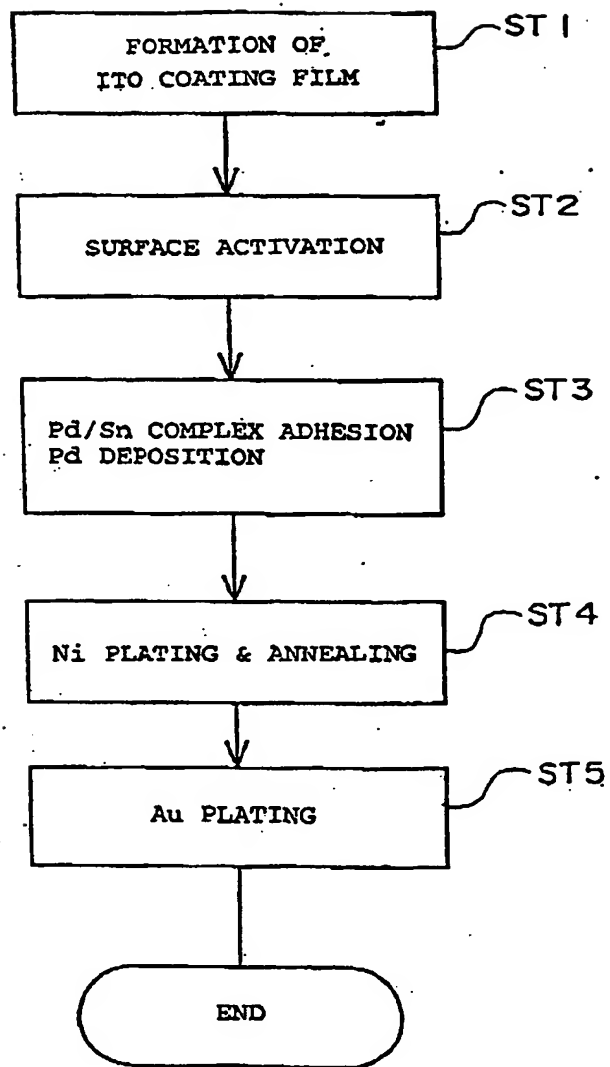 FORMATION OF
ITO COATING FILM
ST1
SURFACE ACTIVATION
ST2
Pd/Sn COMPLEX ADHESION
Pd DEPOSITION
ST3
Ni PLATING & ANNEALING
ST4
Au PLATING
ST5
END